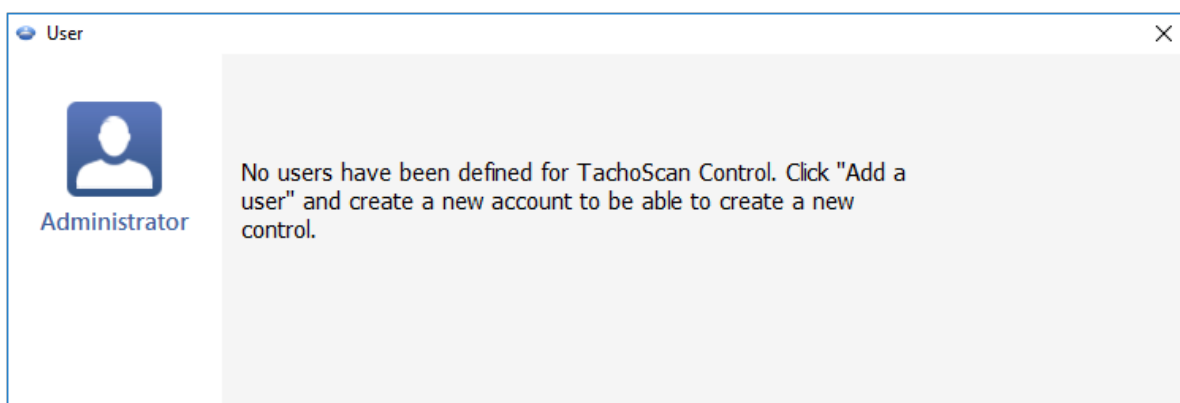 User
Administrator
No users have been defined for TachoScan Control. Click "Add a
user" and create a new account to be able to create a new
control.